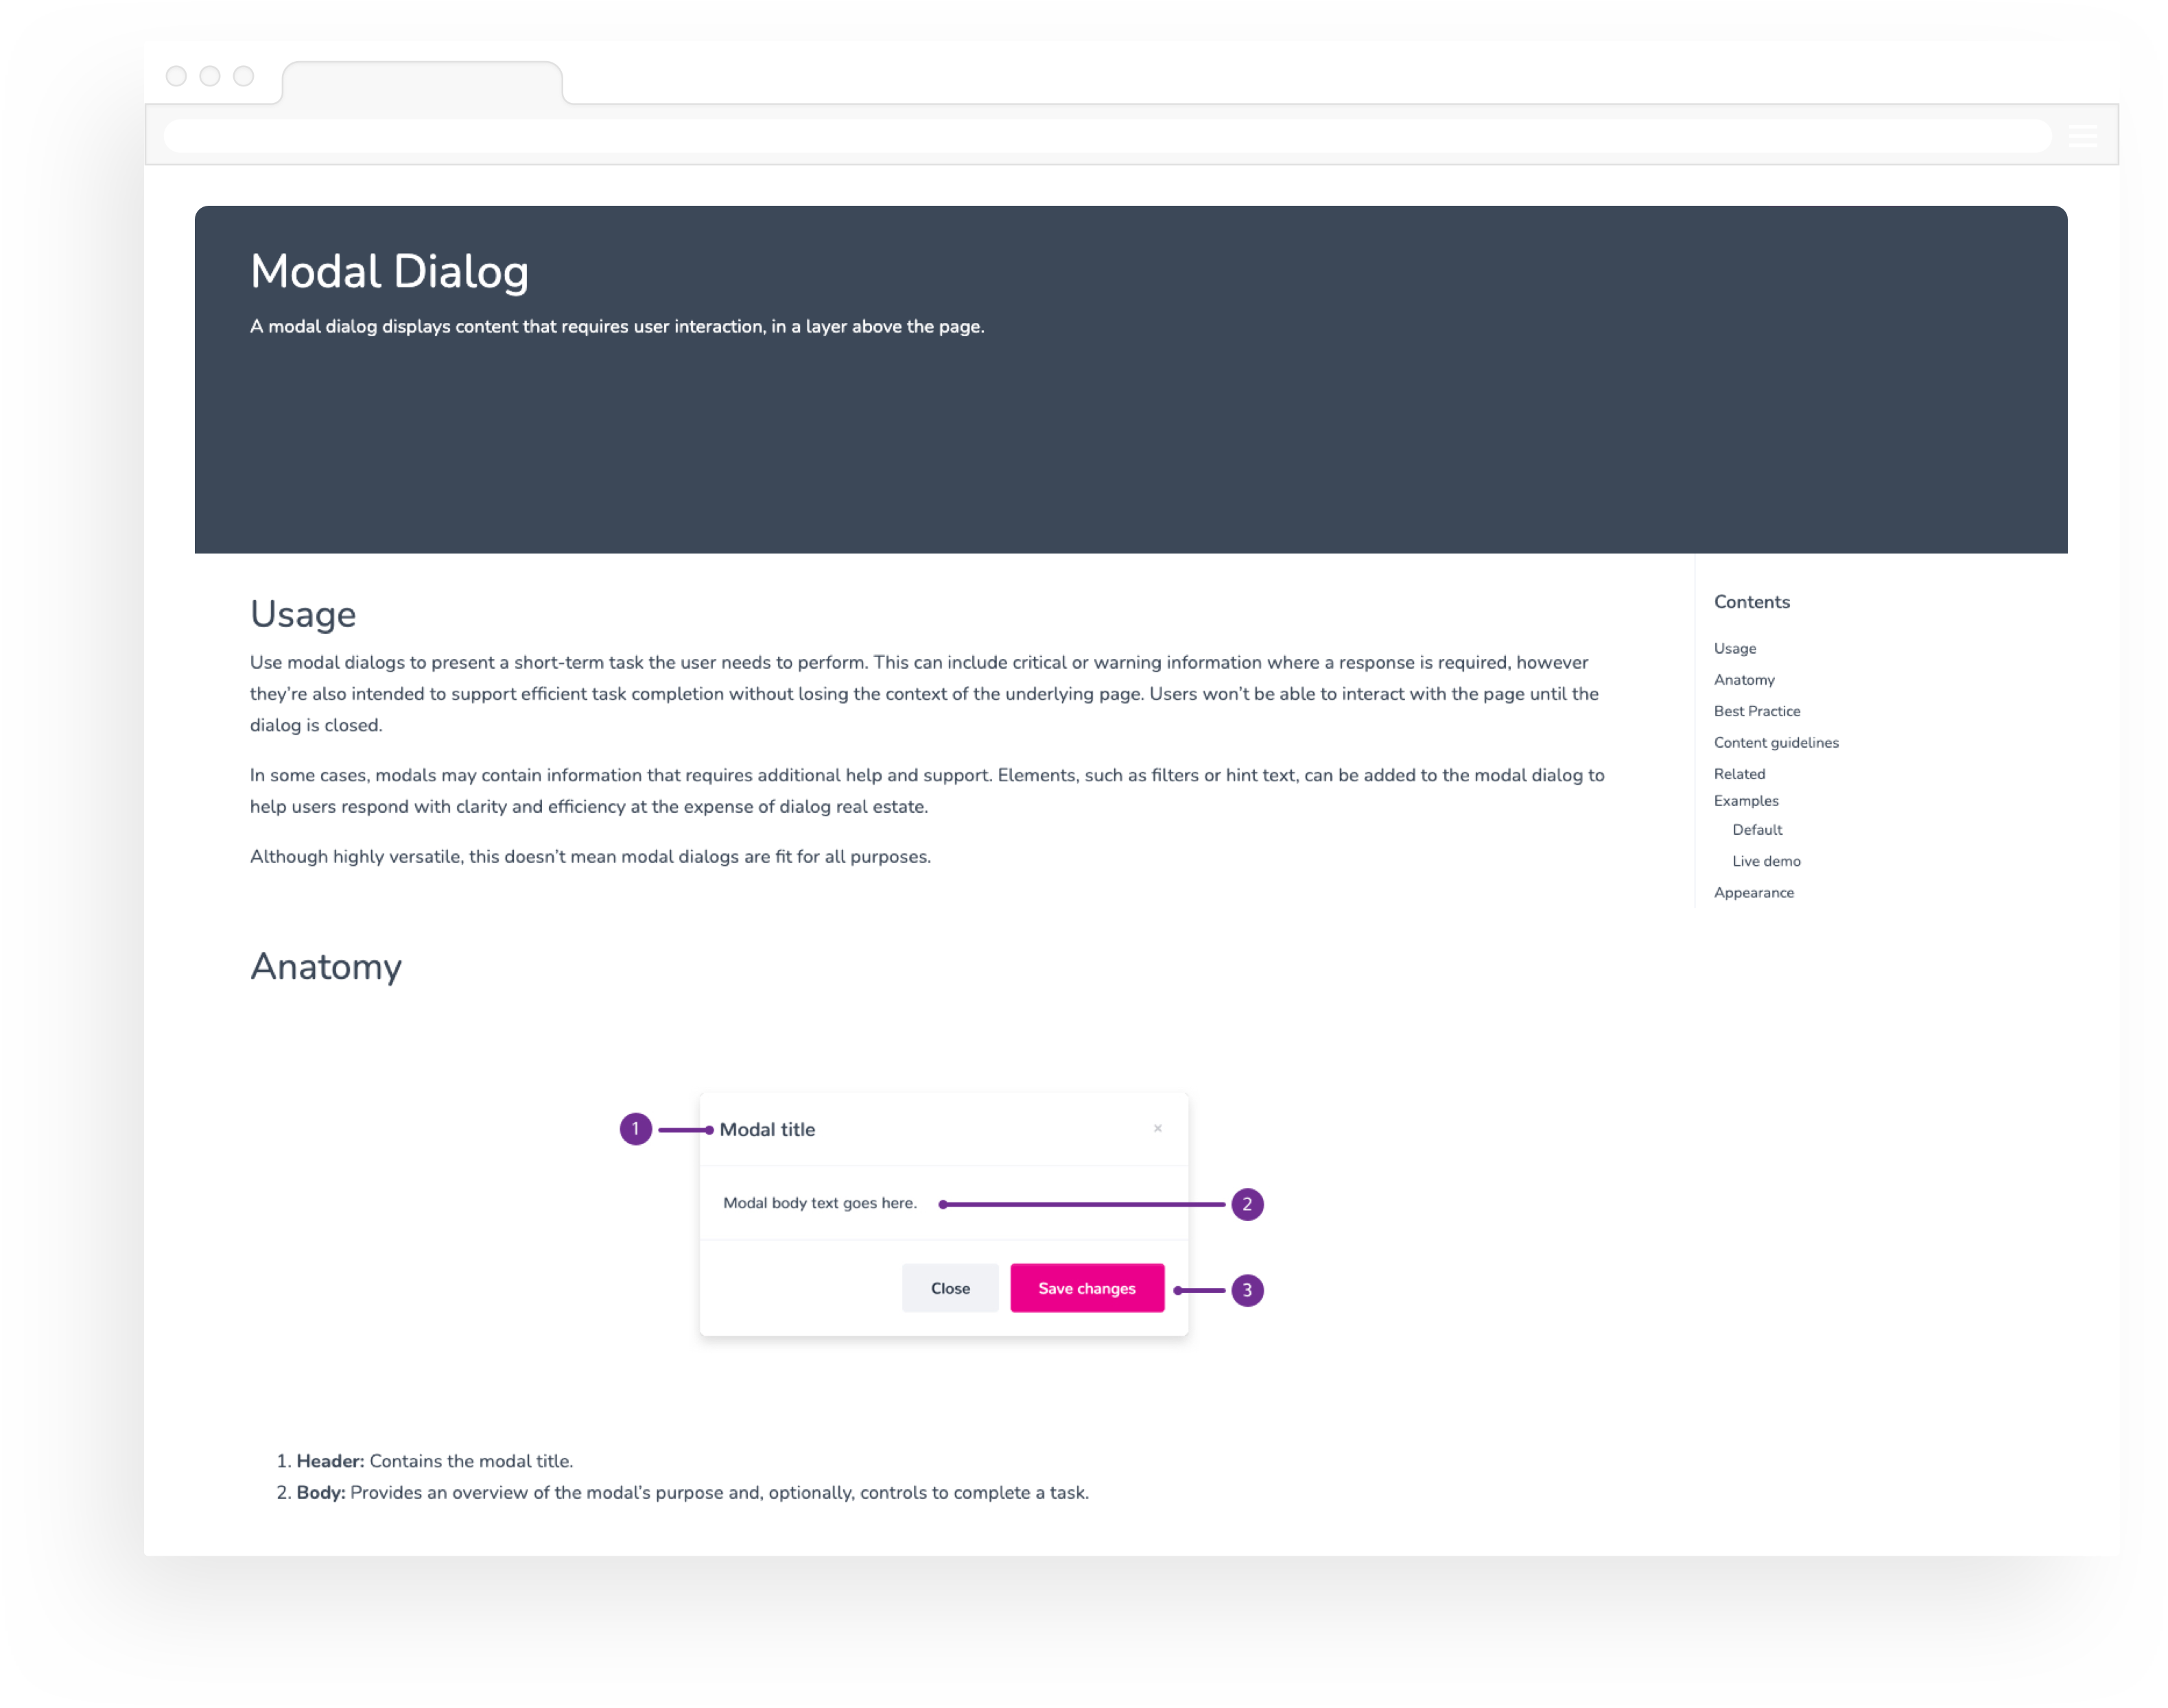 Modal Dialog
A modal dialog displays content that requires user interaction, in a layer above the page.
Usage
Use modal dialogs to present a short-term task the user needs to perform. This can include critical or warning information where a response is required, however
they’re also intended to support efficient task completion without losing the context of the underlying page. Users won’t be able to interact with the page until the
dialog is closed.
In some cases, modals may contain information that requires additional help and support. Elements, such as filters or hint text, can be added to the modal dialog to
help users respond with clarity and efficiency at the expense of dialog real estate.
Although highly versatile, this doesn’t mean modal dialogs are fit for all purposes.
Contents
Usage
Anatomy
Best Practice
Content guidelines
Related
Examples
Default
Live demo
Appearance
Anatomy
1 Modal title ×
Modal body text goes here. 2
Close Save changes 3
1. Header: Contains the modal title.
2. Body: Provides an overview of the modal’s purpose and, optionally, controls to complete a task.